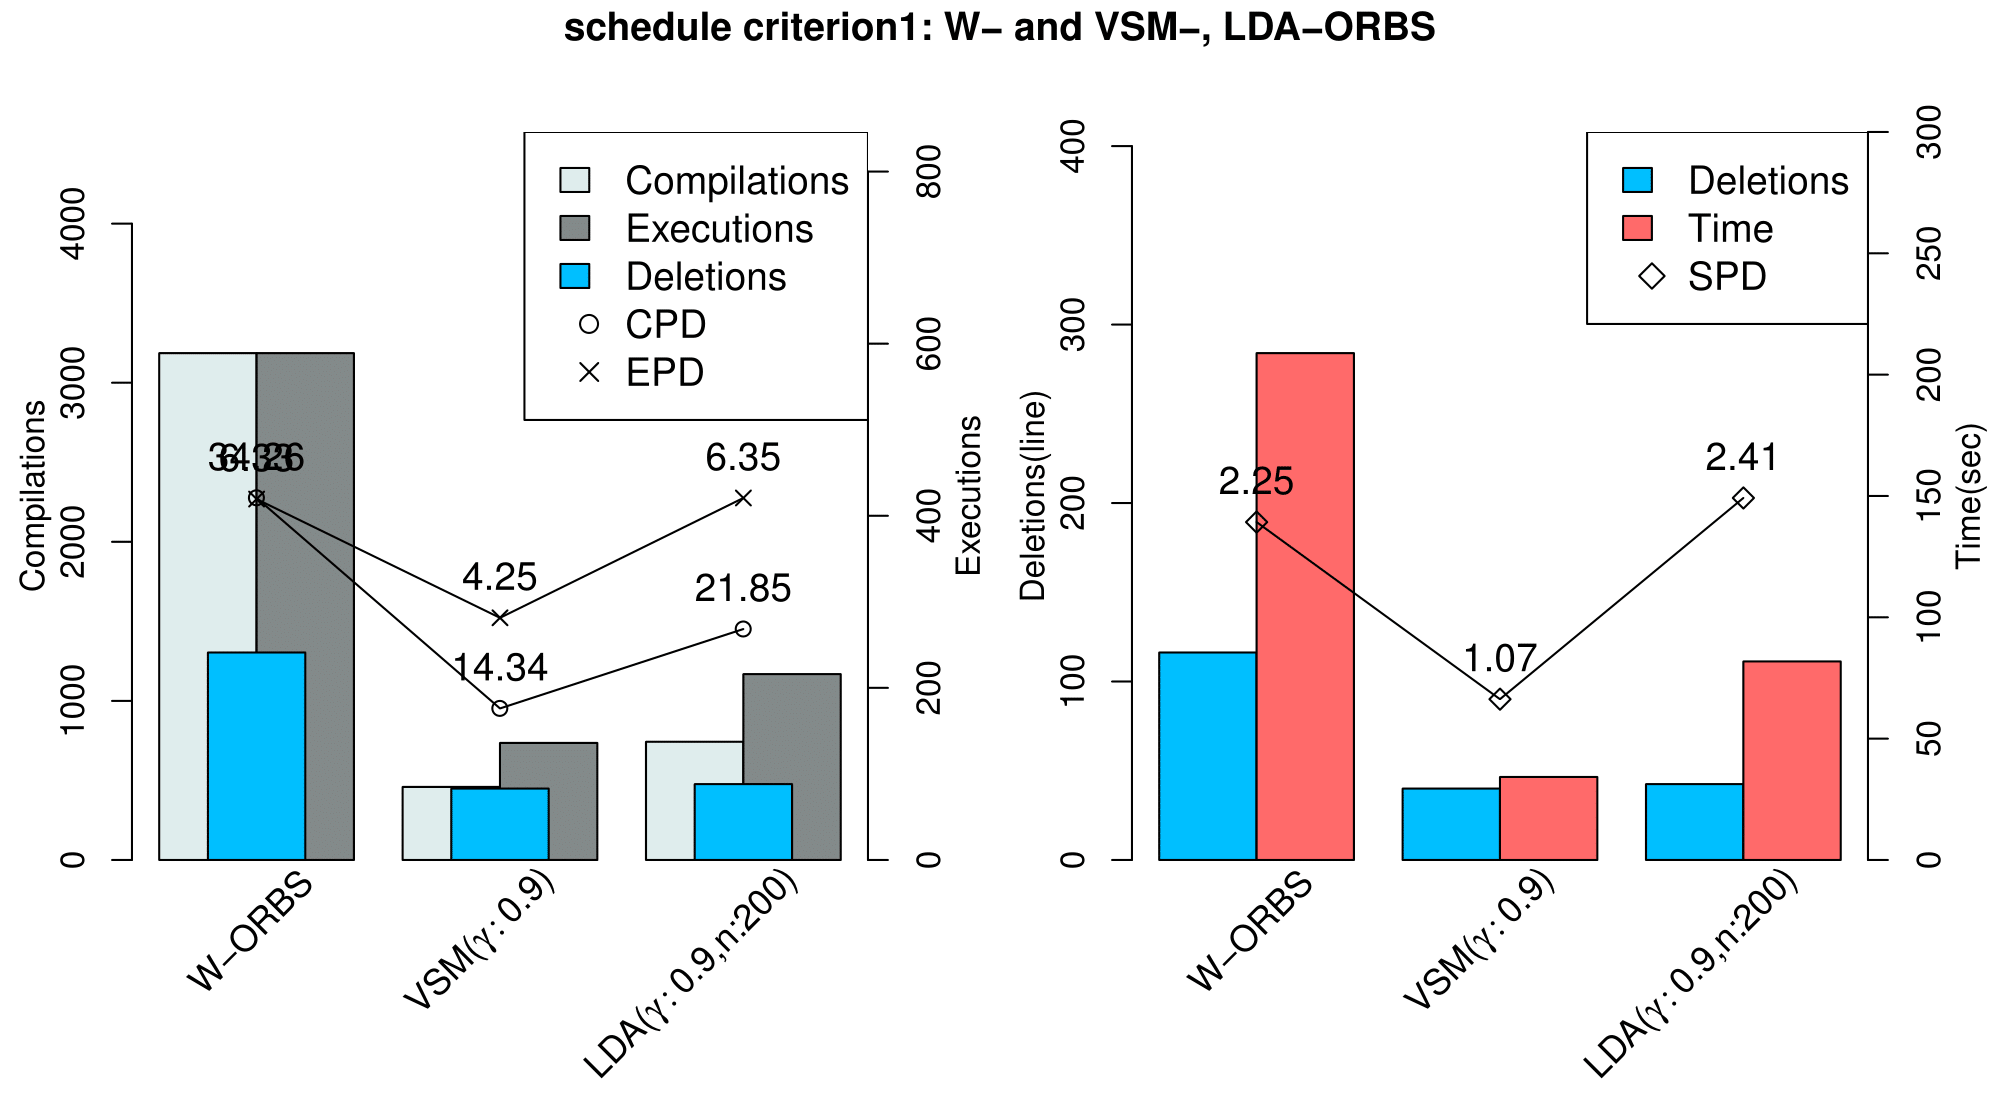 schedule criterion1: W− and VSM−, LDA−ORBS
Compilations
0
1000
2000
3000
4000
Compilations
Executions
Deletions
CPD
EPD
4.25
6.35
14.34
21.85
0
200
400
600
800
Executions
W−ORBS
VSM(γ: 0.9)
LDA(γ: 0.9,n:200)
Deletions(line)
0
100
200
300
400
Deletions
Time
SPD
2.25
1.07
2.41
0
50
100
150
200
250
300
Time(sec)
W−ORBS
VSM(γ: 0.9)
LDA(γ: 0.9,n:200)